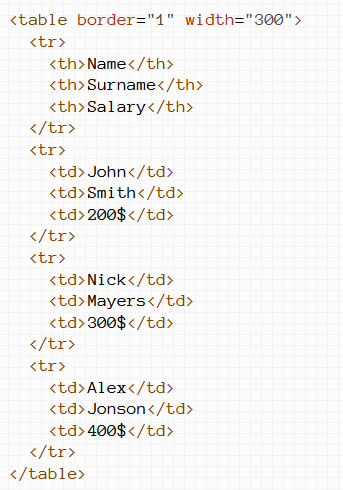 <table border="1" width="300">
  <tr>
    <th>Name</th>
    <th>Surname</th>
    <th>Salary</th>
  </tr>
  <tr>
    <td>John</td>
    <td>Smith</td>
    <td>200$</td>
  </tr>
  <tr>
    <td>Nick</td>
    <td>Mayers</td>
    <td>300$</td>
  </tr>
  <tr>
    <td>Alex</td>
    <td>Jonson</td>
    <td>400$</td>
  </tr>
</table>